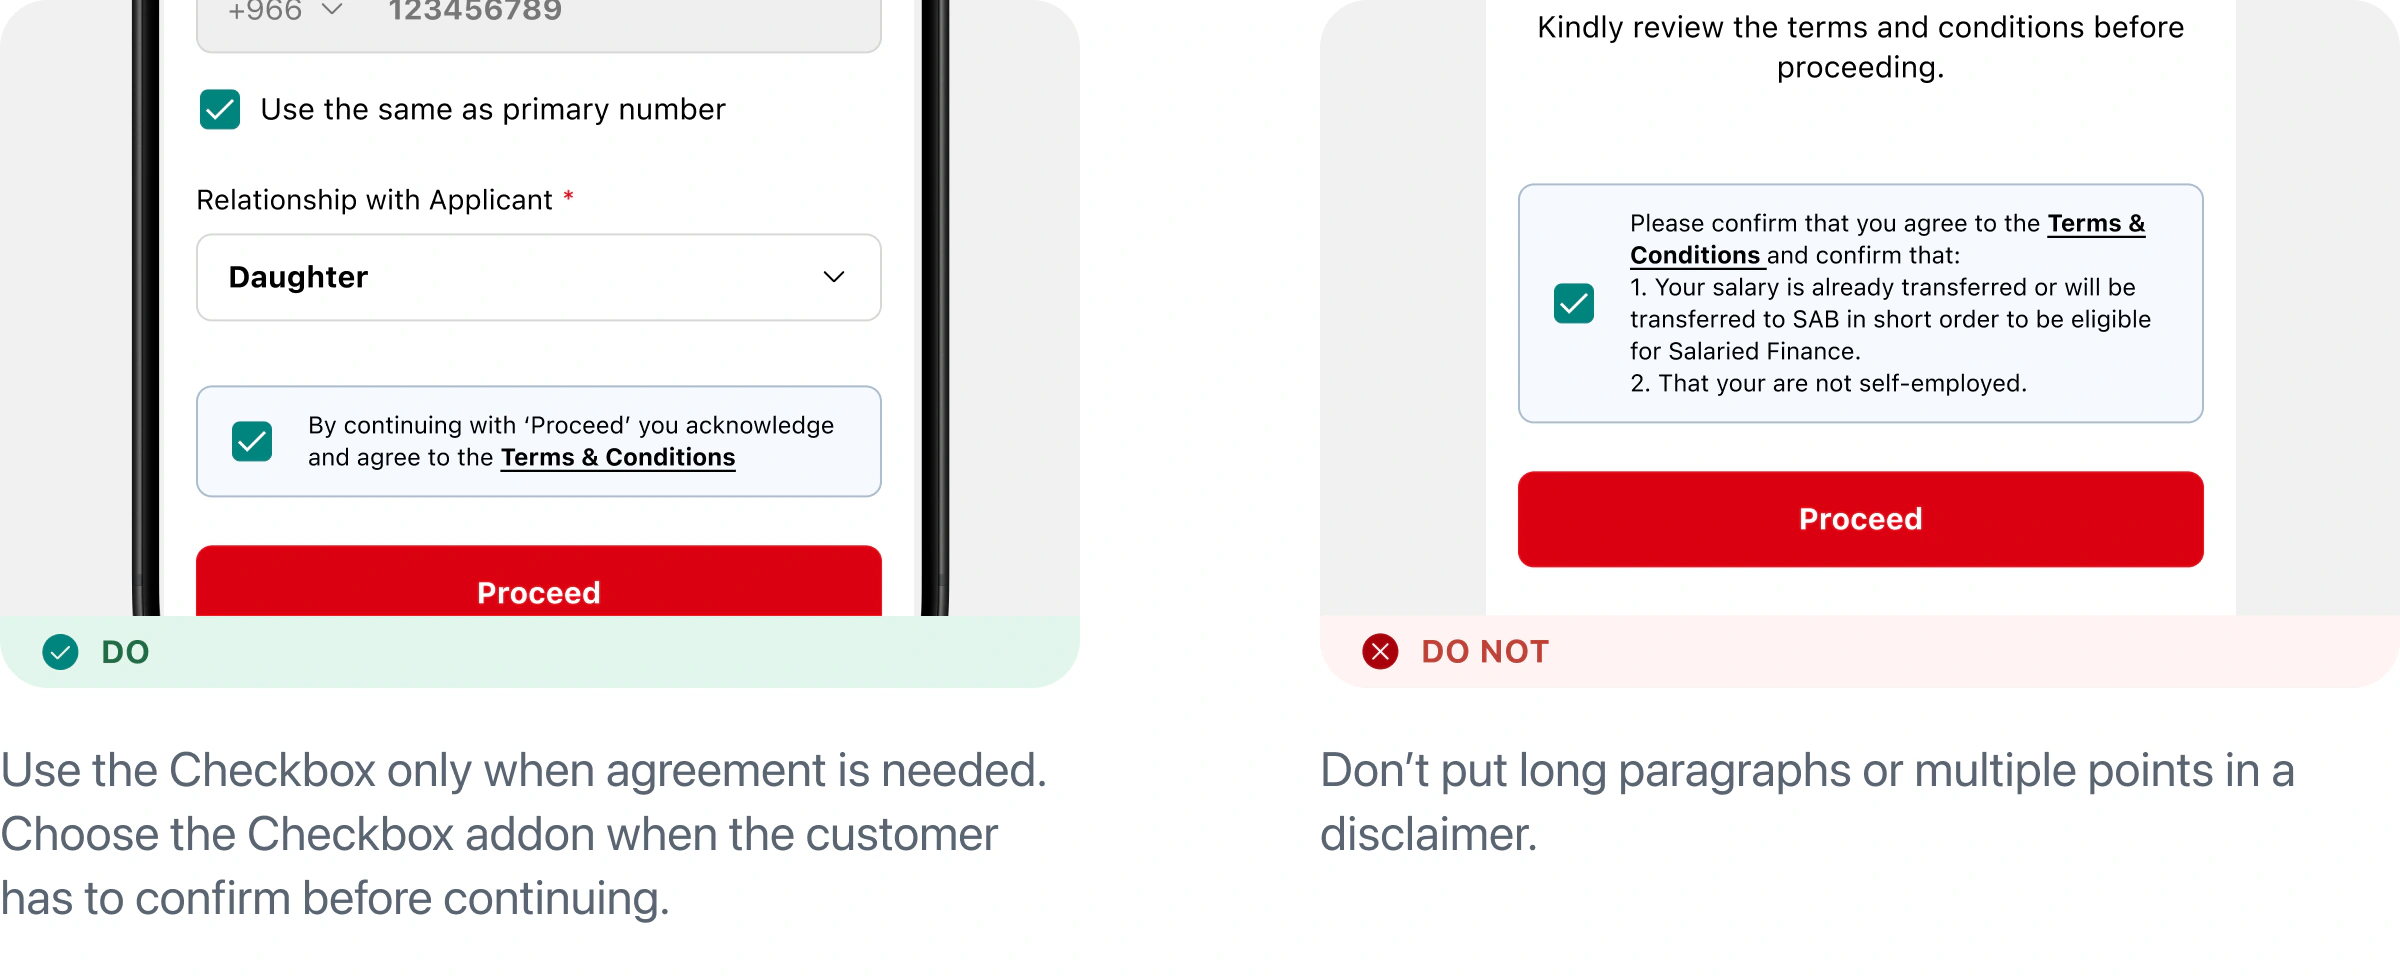 +966 123456789
Use the same as primary number
Relationship with Applicant *
Daughter
By continuing with ‘Proceed’ you acknowledge
and agree to the Terms & Conditions
Proceed
DO
Use the Checkbox only when agreement is needed.
Choose the Checkbox addon when the customer
has to confirm before continuing.
Kindly review the terms and conditions before
proceeding.
Please confirm that you agree to the Terms &
Conditions and confirm that:
1. Your salary is already transferred or will be
transferred to SAB in short order to be eligible
for Salaried Finance.
2. That your are not self-employed.
Proceed
DO NOT
Don’t put long paragraphs or multiple points in a
disclaimer.